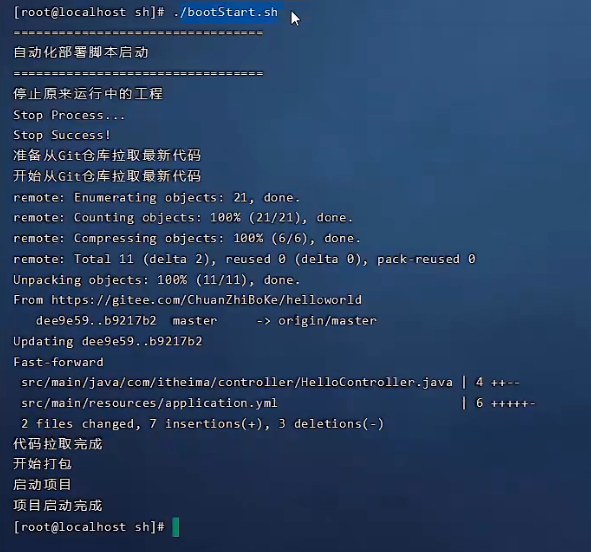 [root@localhost sh]# ./bootStart.sh
=================================
自动化部署脚本启动
=================================
停止原来运行中的工程
Stop Process...
Stop Success!
准备从Git仓库拉取最新代码
开始从Git仓库拉取最新代码
remote: Enumerating objects: 21, done.
remote: Counting objects: 100% (21/21), done.
remote: Compressing objects: 100% (6/6), done.
remote: Total 11 (delta 2), reused 0 (delta 0), pack-reused 0
Unpacking objects: 100% (11/11), done.
From https://gitee.com/ChuanZhiBoKe/helloworld
   dee9e59..b9217b2  master     -> origin/master
Updating dee9e59..b9217b2
Fast-forward
 src/main/java/com/itheima/controller/HelloController.java | 4 ++--
 src/main/resources/application.yml                        | 6 +++++-
 2 files changed, 7 insertions(+), 3 deletions(-)
代码拉取完成
开始打包
启动项目
项目启动完成
[root@localhost sh]#